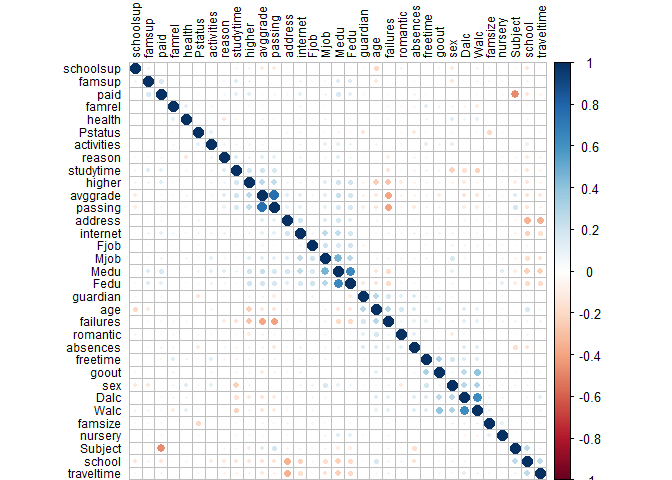 schoolsup
famsup
paid
famrel
health
Pstatus
activities
reason
studytime
higher
avggrade
passing
address
internet
Fjob
Mjob
Medu
Fedu
guardian
age
failures
romantic
absences
freetime
goout
sex
Dalc
Walc
famsize
nursery
Subject
school
traveltime
schoolsup
famsup
paid
famrel
health
Pstatus
activities
reason
studytime
higher
avggrade
passing
address
internet
Fjob
Mjob
Medu
Fedu
guardian
age
failures
romantic
absences
freetime
goout
sex
Dalc
Walc
famsize
nursery
Subject
school
traveltime
1
0.8
0.6
0.4
0.2
0
-0.2
-0.4
-0.6
-0.8
-1